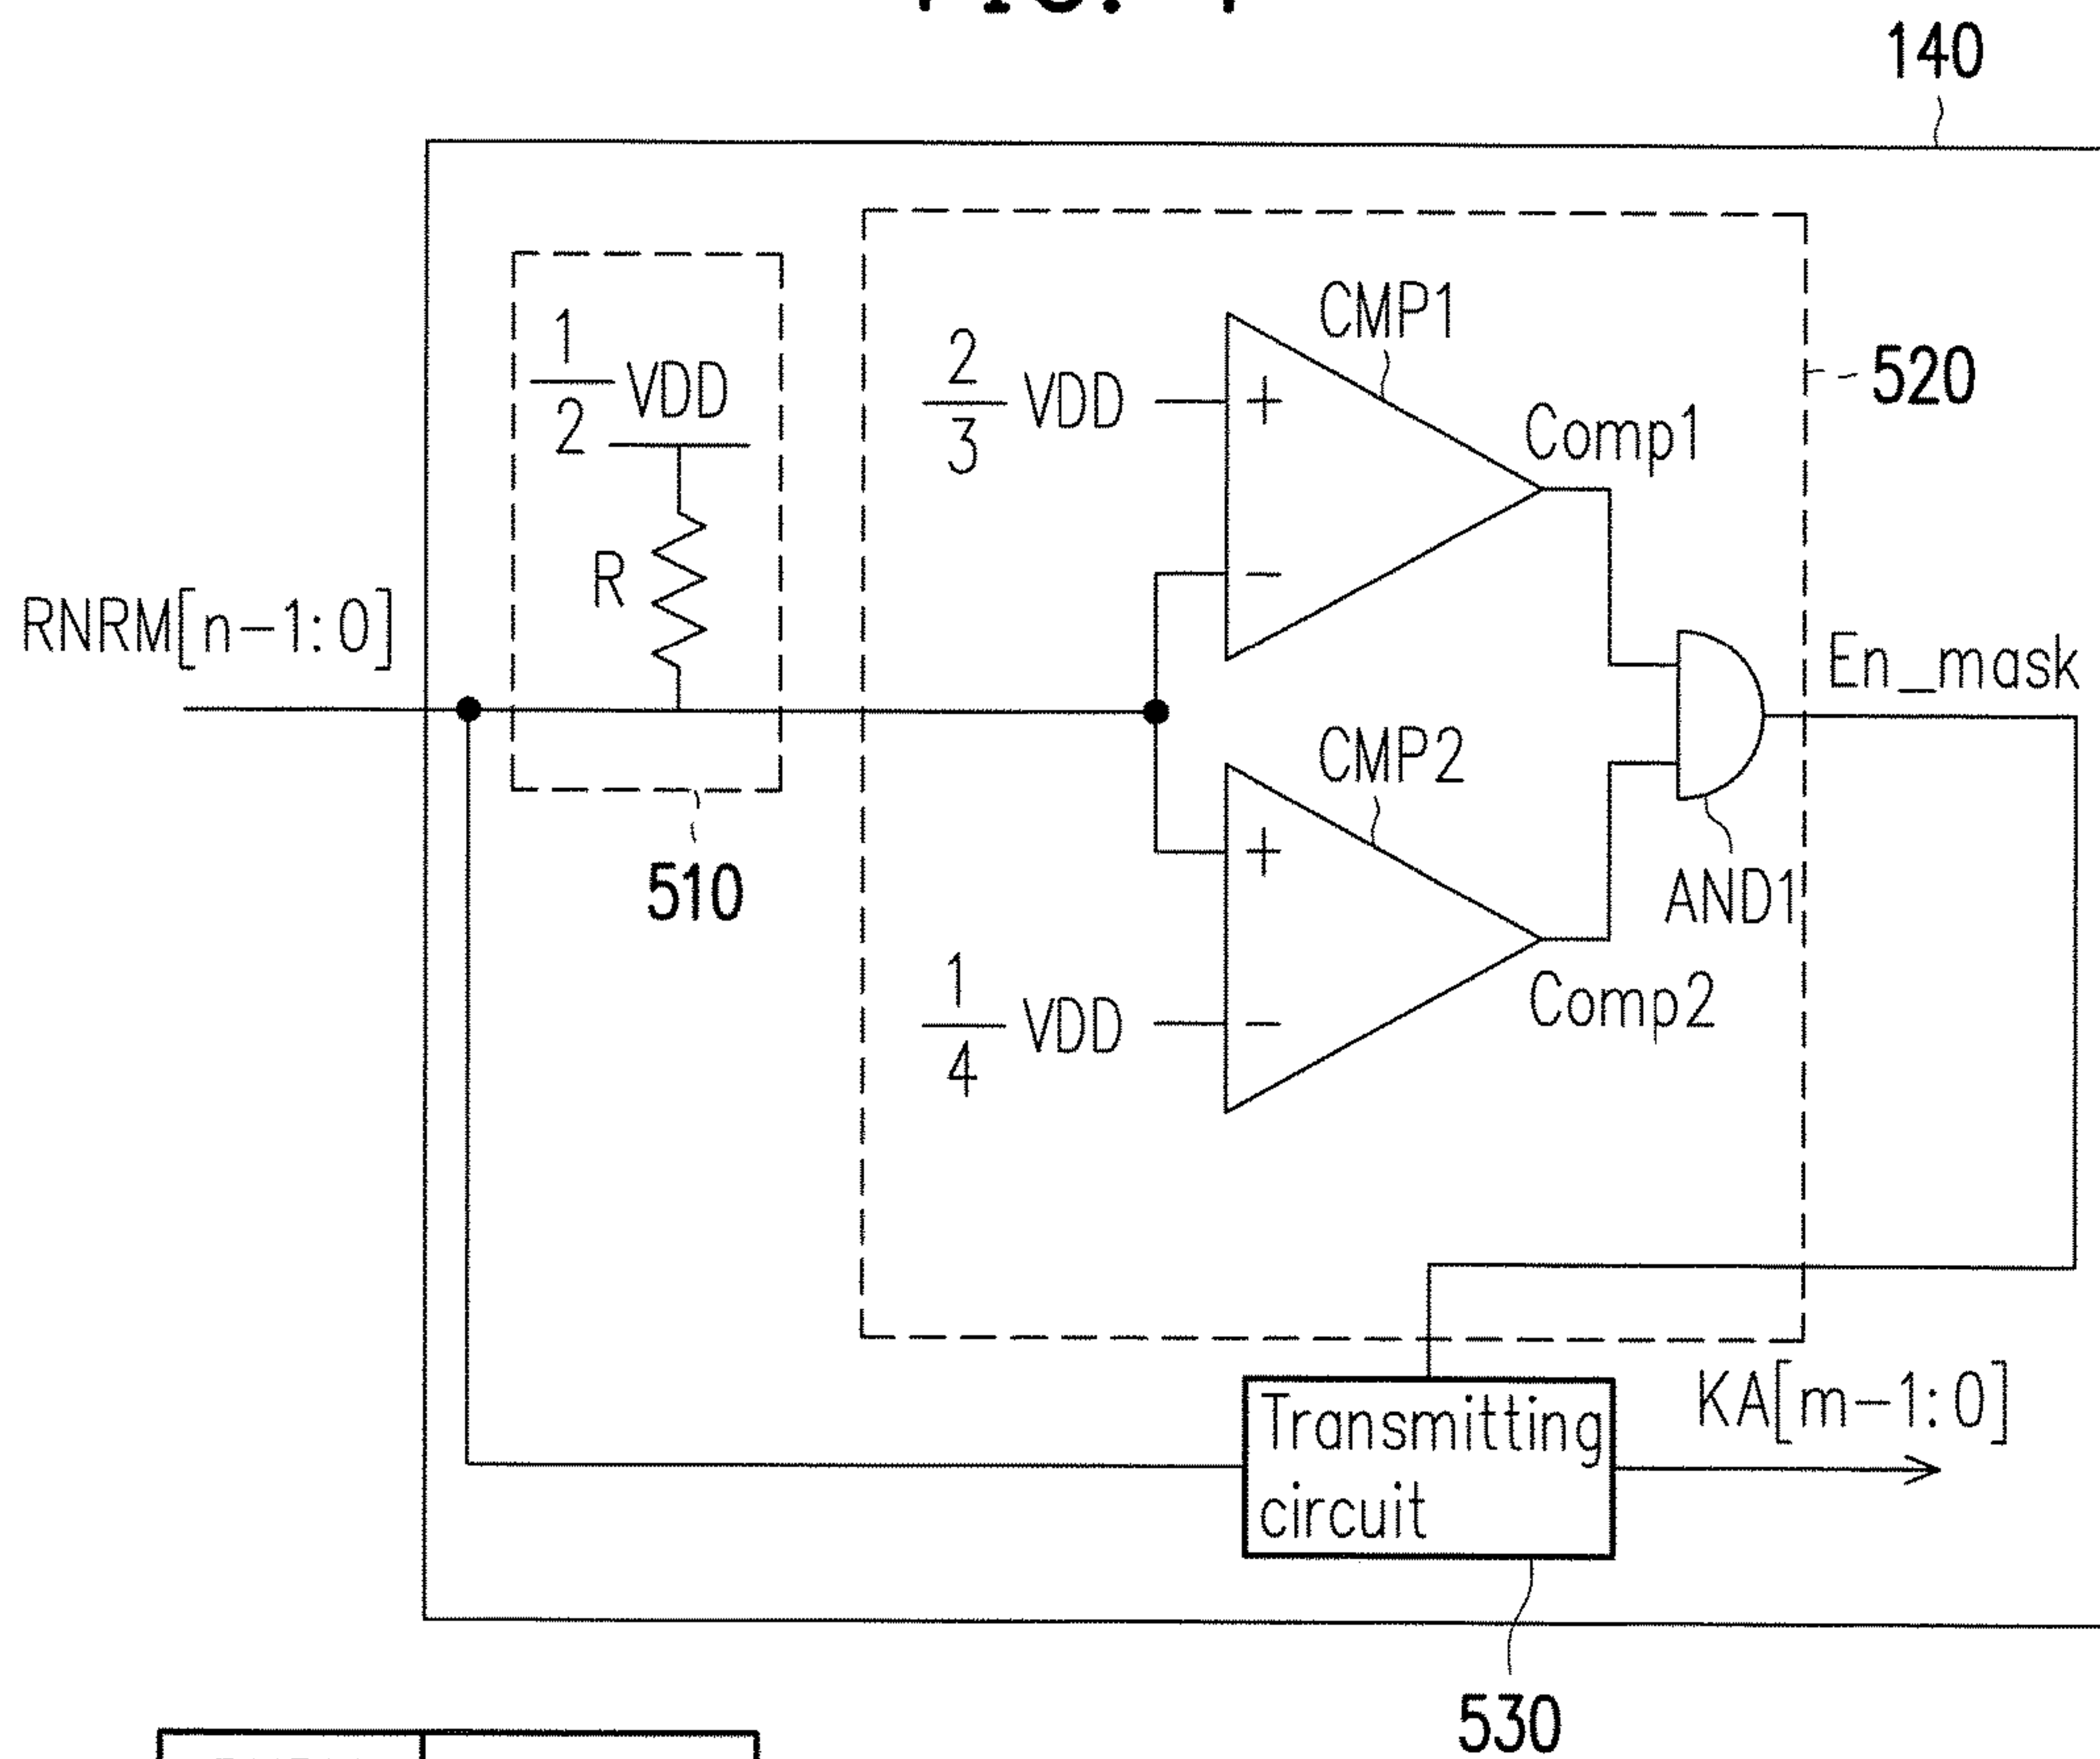 140
1
2
VDD
R
RNRM[n-1:0]
2
3
VDD
+
-
CMP1
Comp1
520
En_mask
CMP2
+
-
AND1
510
1
4
VDD
Comp2
Transmitting
circuit
KA[m-1:0]
530